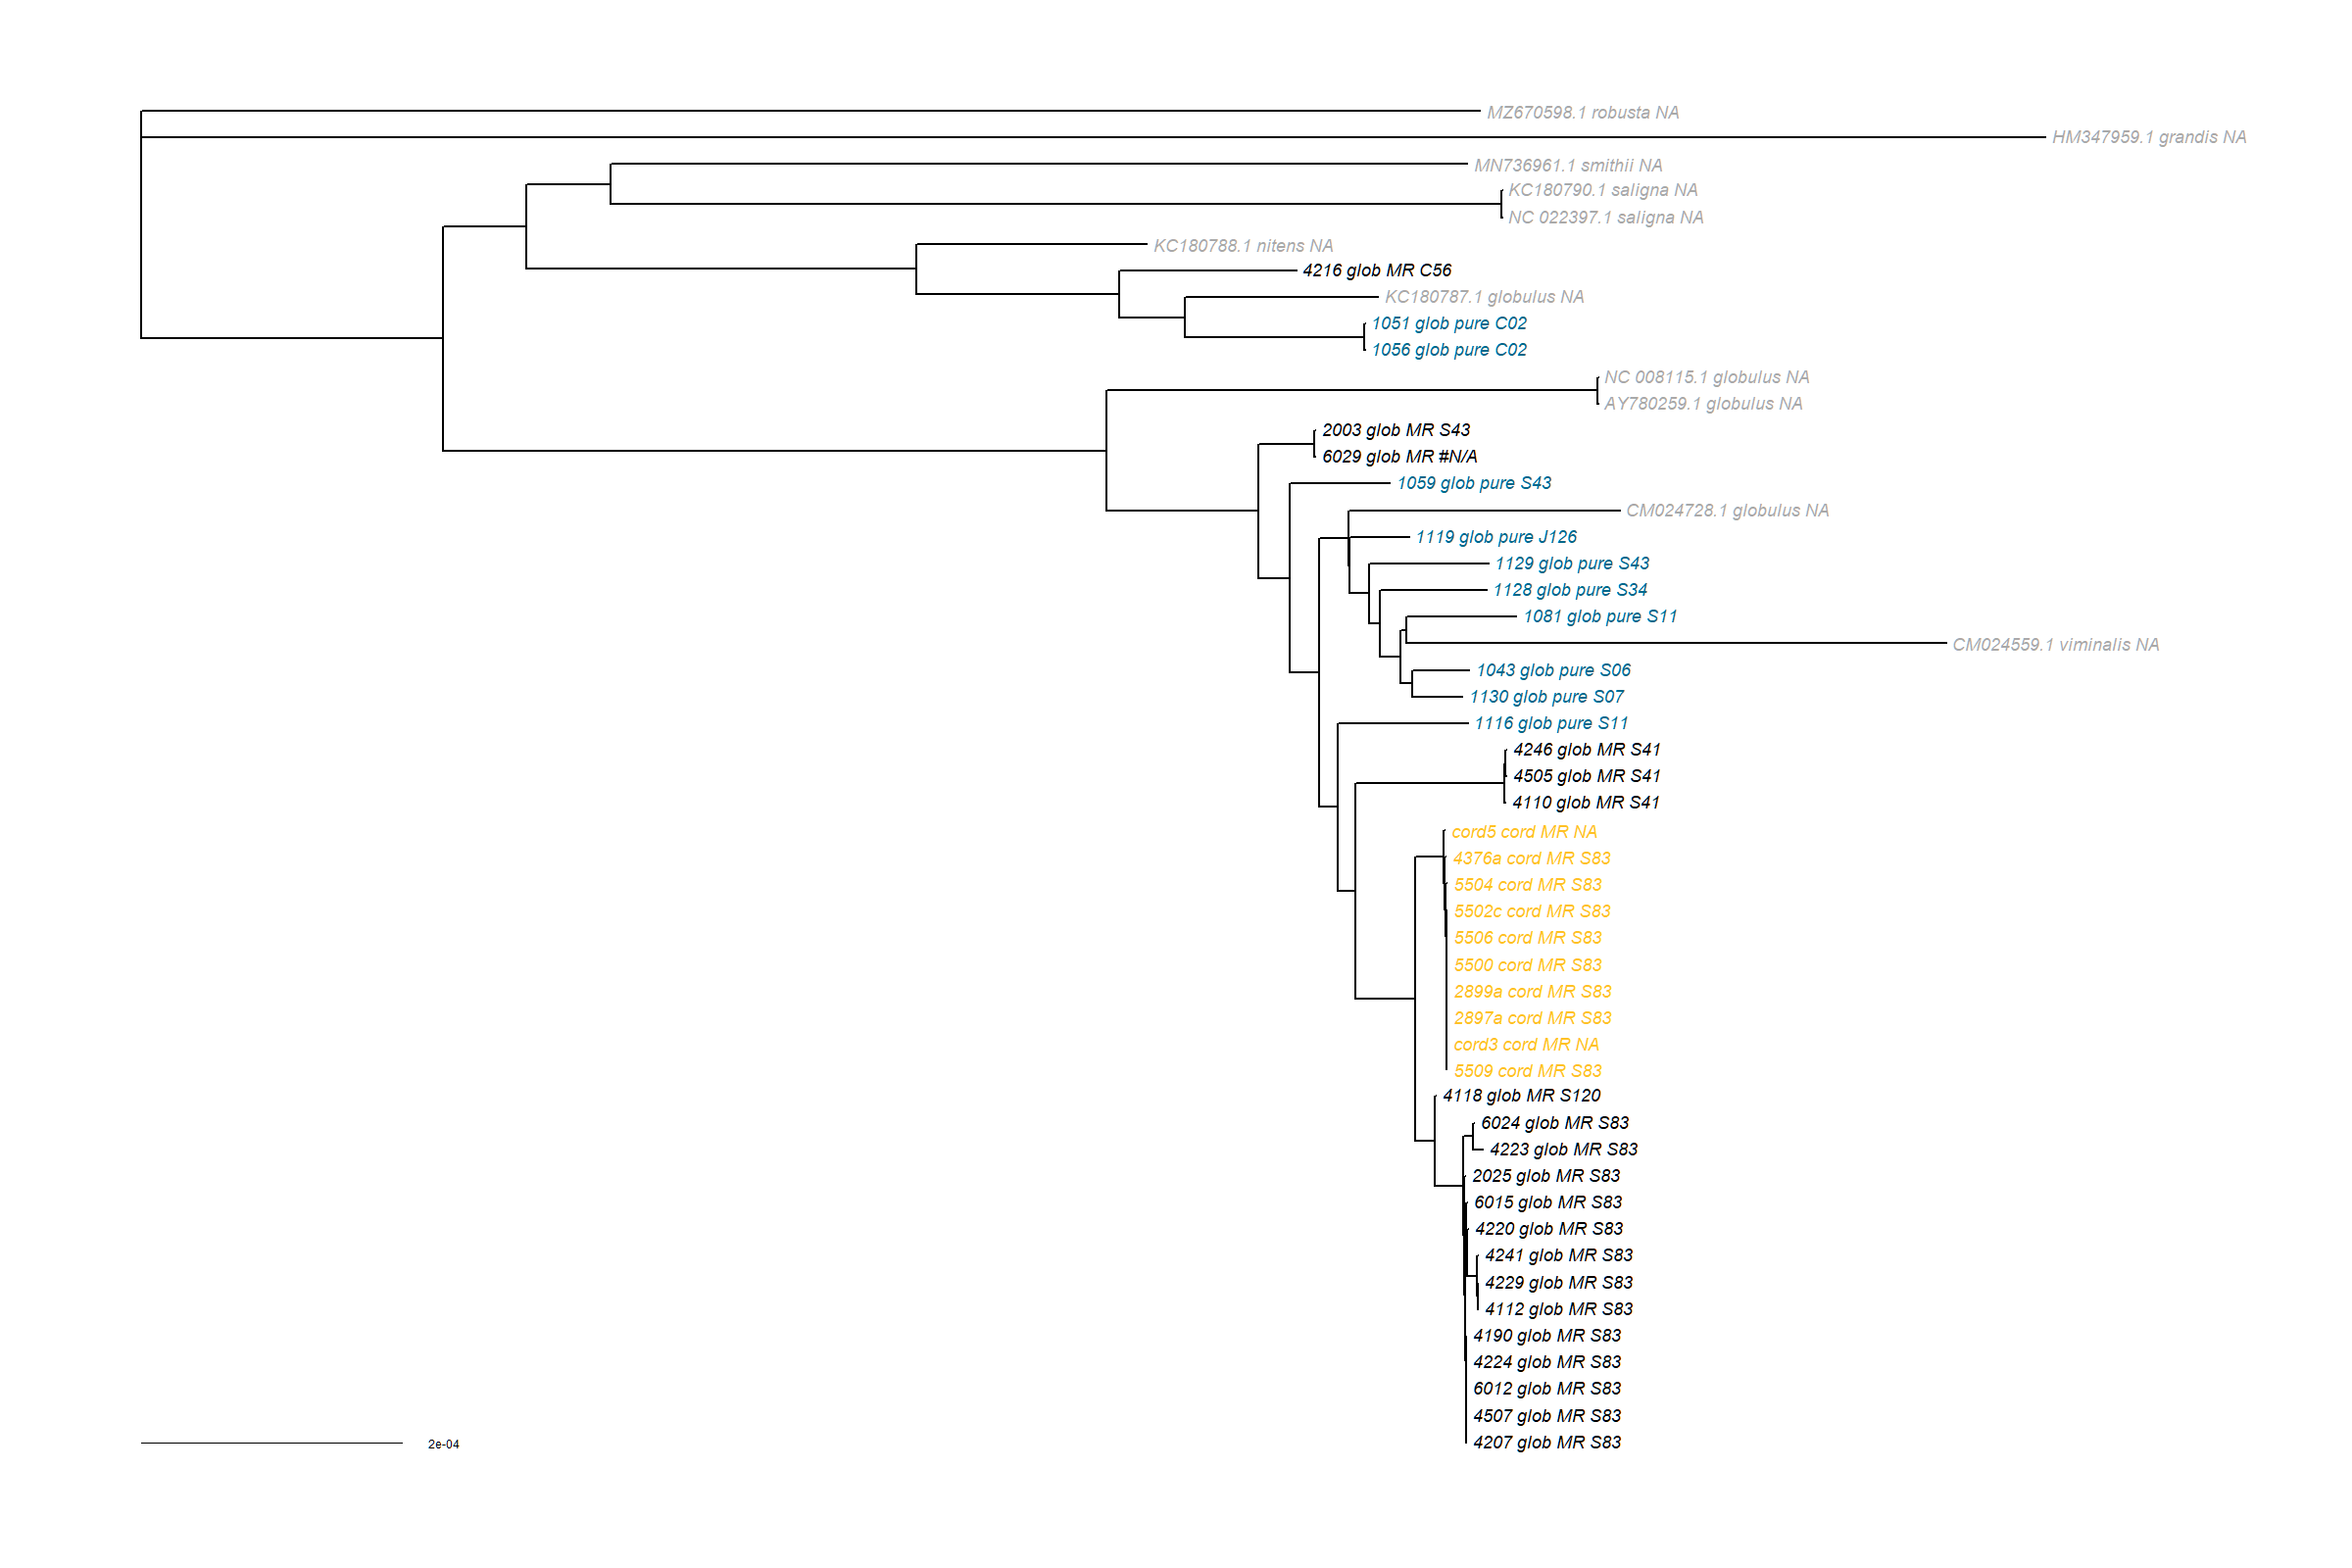 MZ670598.1 robusta NA
HM347959.1 grandis NA
MN736961.1 smithii NA
KC180790.1 saligna NA
NC 022397.1 saligna NA
KC180788.1 nitens NA
4216 glob MR C56
KC180787.1 globulus NA
1051 glob pure C02
1056 glob pure C02
NC 008115.1 globulus NA
AY780259.1 globulus NA
2003 glob MR S43
6029 glob MR #N/A
1059 glob pure S43
CM024728.1 globulus NA
1119 glob pure J126
1129 glob pure S43
1128 glob pure S34
1081 glob pure S11
CM024559.1 viminalis NA
1043 glob pure S06
1130 glob pure S07
1116 glob pure S11
4246 glob MR S41
4505 glob MR S41
4110 glob MR S41
cord5 cord MR NA
4376a cord MR S83
5504 cord MR S83
5502c cord MR S83
5506 cord MR S83
5500 cord MR S83
2899a cord MR S83
2897a cord MR S83
cord3 cord MR NA
5509 cord MR S83
4118 glob MR S120
6024 glob MR S83
4223 glob MR S83
2025 glob MR S83
6015 glob MR S83
4220 glob MR S83
4241 glob MR S83
4229 glob MR S83
4112 glob MR S83
4190 glob MR S83
4224 glob MR S83
6012 glob MR S83
4507 glob MR S83
4207 glob MR S83
2e-04